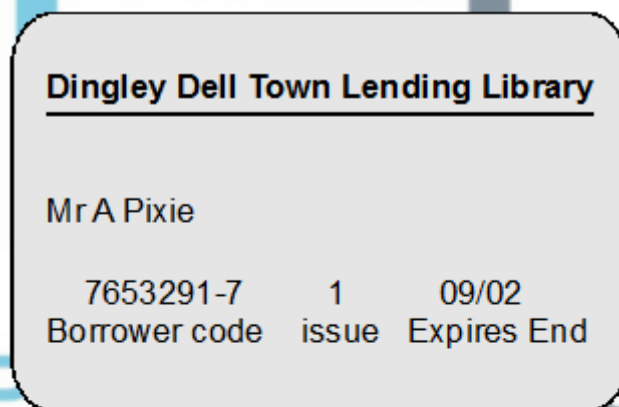 Dingley Dell Town Lending Library
Mr A Pixie
7653291-7 1 09/02
Borrower code issue Expires End